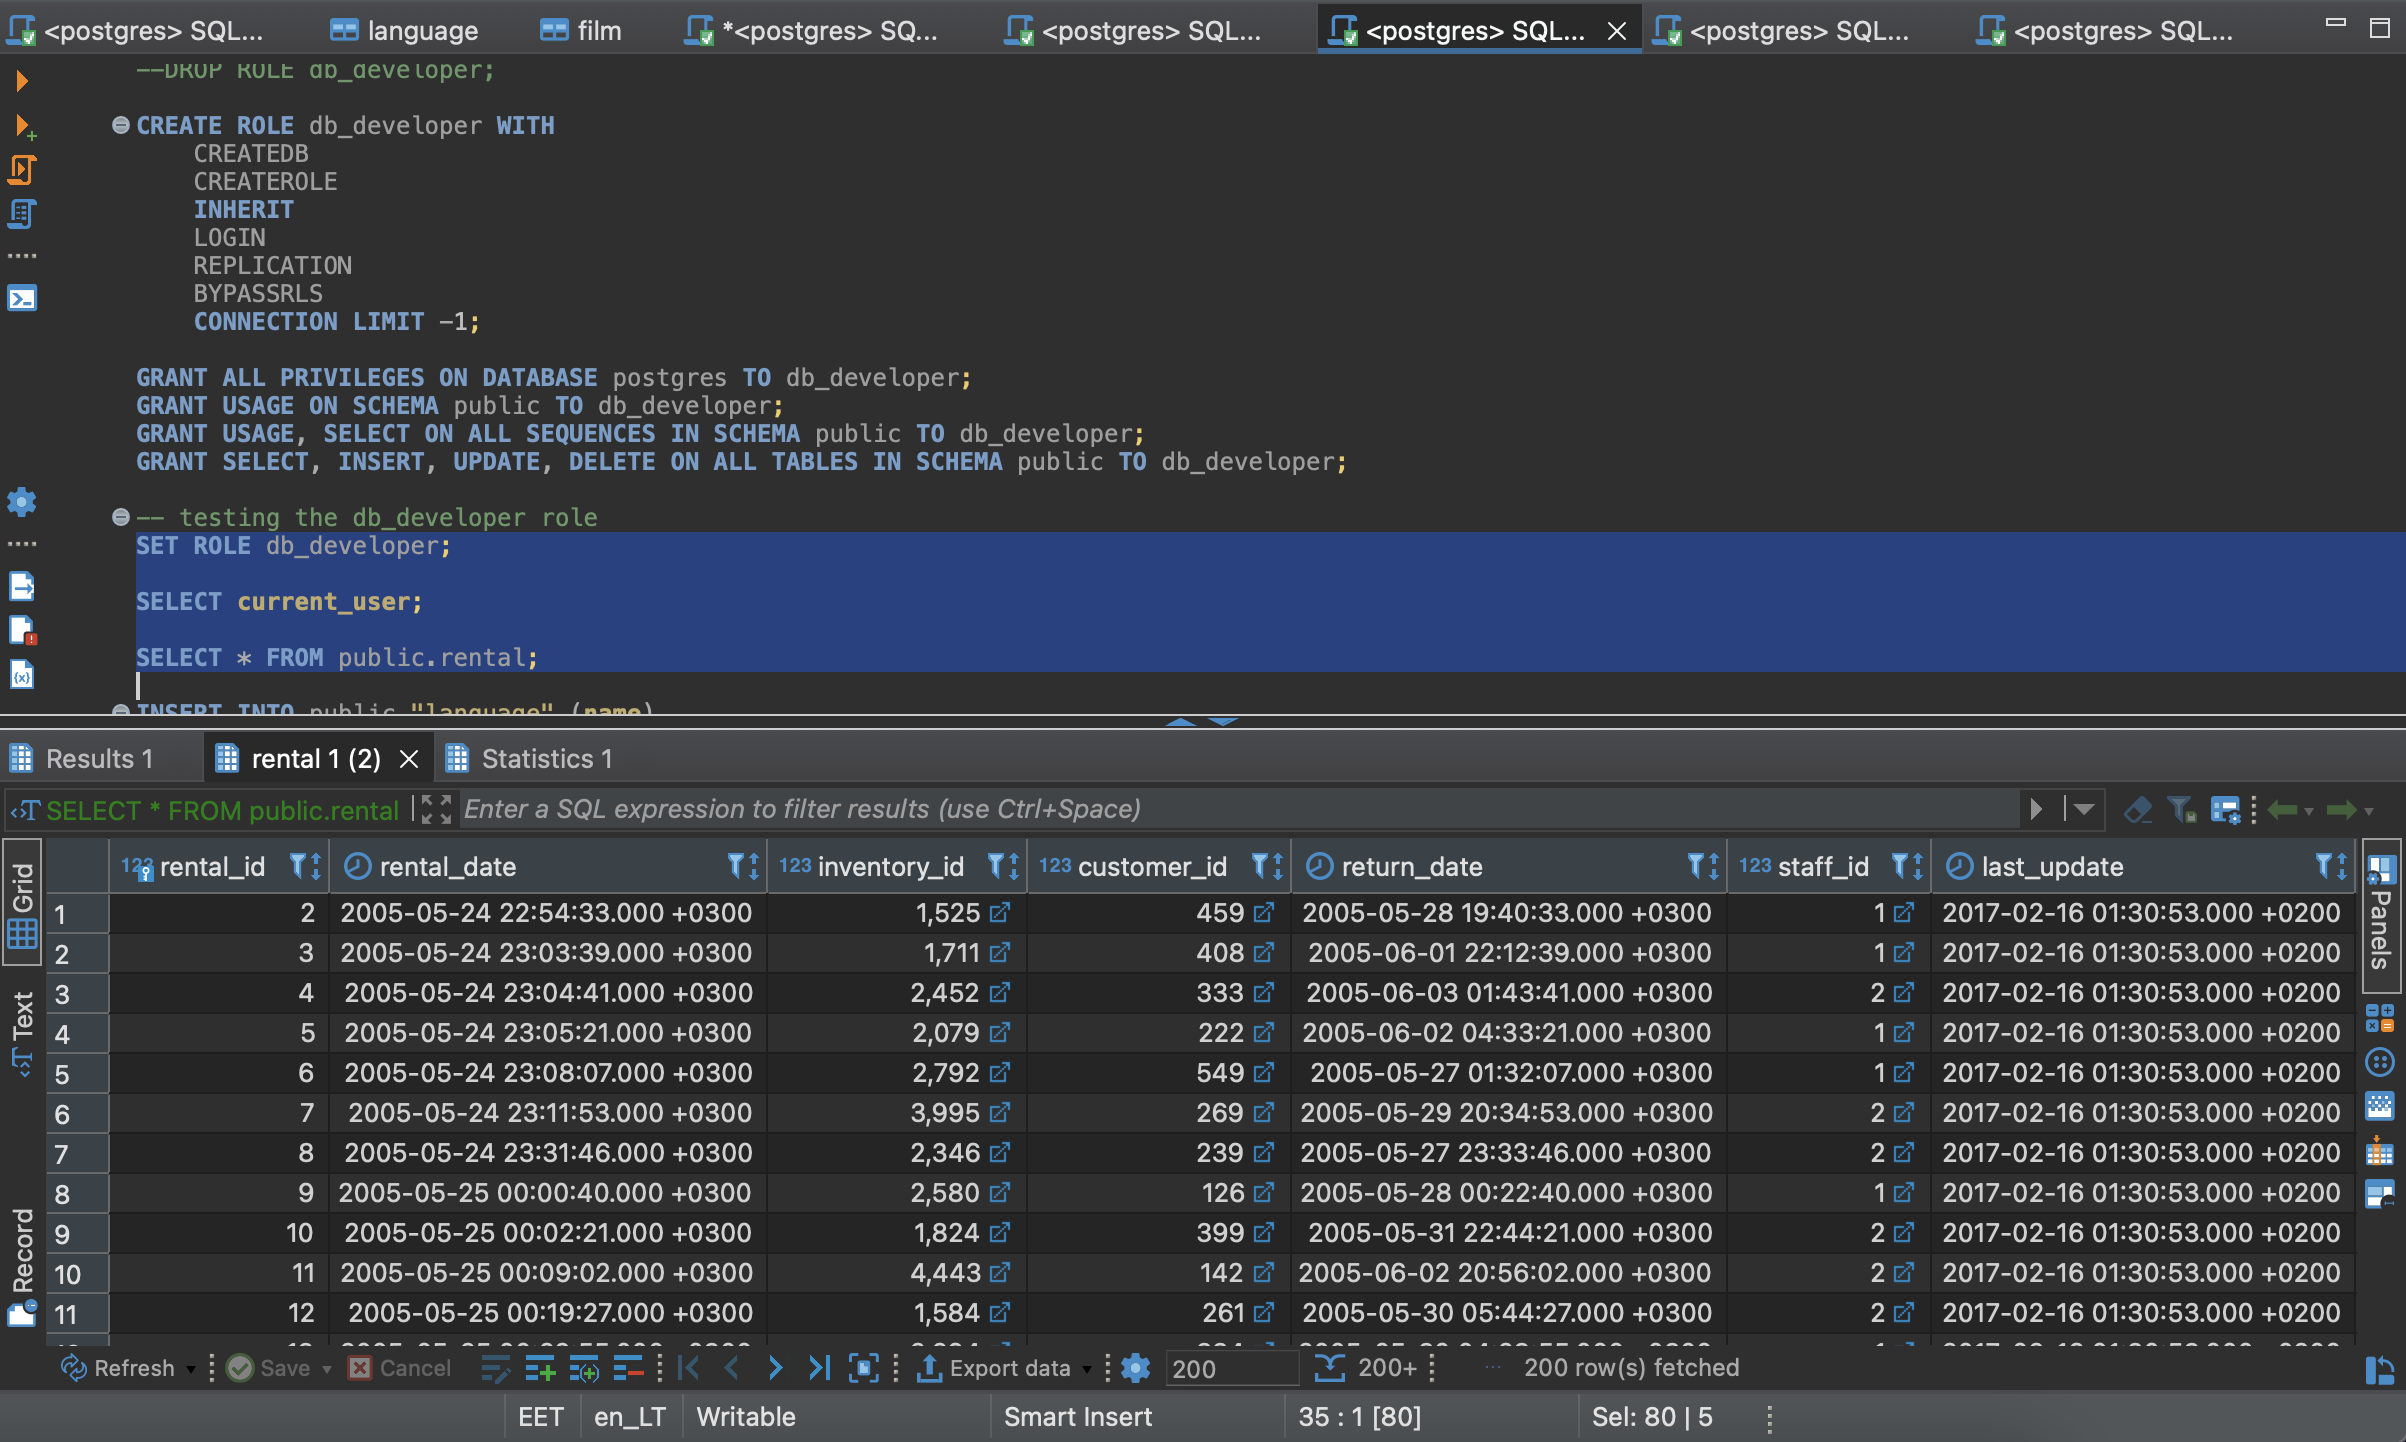 <postgres> SQL...
language
film
*<postgres> SQ...
<postgres> SQL...
<postgres> SQL...
<postgres> SQL...
<postgres> SQL...
--DROP ROLE db_developer;
CREATE ROLE db_developer WITH
CREATEDB
CREATEROLE
INHERIT
LOGIN
REPLICATION
BYPASSRLS
CONNECTION LIMIT -1;
GRANT ALL PRIVILEGES ON DATABASE postgres TO db_developer;
GRANT USAGE ON SCHEMA public TO db_developer;
GRANT USAGE, SELECT ON ALL SEQUENCES IN SCHEMA public TO db_developer;
GRANT SELECT, INSERT, UPDATE, DELETE ON ALL TABLES IN SCHEMA public TO db_developer;
-- testing the db_developer role
SET ROLE db_developer;
SELECT current_user;
SELECT * FROM public.rental;
INSERT INTO public."language" (name)
Results 1
rental 1 (2)
Statistics 1
SELECT * FROM public.rental
Enter a SQL expression to filter results (use Ctrl+Space)
Grid
Text
Record
Panels
123 rental_id rental_date 123 inventory_id 123 customer_id return_date 123 staff_id last_update
1 2 2005-05-24 22:54:33.000 +0300 1,525 459 2005-05-28 19:40:33.000 +0300 1 2017-02-16 01:30:53.000 +0200
2 3 2005-05-24 23:03:39.000 +0300 1,711 408 2005-06-01 22:12:39.000 +0300 1 2017-02-16 01:30:53.000 +0200
3 4 2005-05-24 23:04:41.000 +0300 2,452 333 2005-06-03 01:43:41.000 +0300 2 2017-02-16 01:30:53.000 +0200
4 5 2005-05-24 23:05:21.000 +0300 2,079 222 2005-06-02 04:33:21.000 +0300 1 2017-02-16 01:30:53.000 +0200
5 6 2005-05-24 23:08:07.000 +0300 2,792 549 2005-05-27 01:32:07.000 +0300 1 2017-02-16 01:30:53.000 +0200
6 7 2005-05-24 23:11:53.000 +0300 3,995 269 2005-05-29 20:34:53.000 +0300 2 2017-02-16 01:30:53.000 +0200
7 8 2005-05-24 23:31:46.000 +0300 2,346 239 2005-05-27 23:33:46.000 +0300 2 2017-02-16 01:30:53.000 +0200
8 9 2005-05-25 00:00:40.000 +0300 2,580 126 2005-05-28 00:22:40.000 +0300 1 2017-02-16 01:30:53.000 +0200
9 10 2005-05-25 00:02:21.000 +0300 1,824 399 2005-05-31 22:44:21.000 +0300 2 2017-02-16 01:30:53.000 +0200
10 11 2005-05-25 00:09:02.000 +0300 4,443 142 2005-06-02 20:56:02.000 +0300 2 2017-02-16 01:30:53.000 +0200
11 12 2005-05-25 00:19:27.000 +0300 1,584 261 2005-05-30 05:44:27.000 +0300 2 2017-02-16 01:30:53.000 +0200
Refresh Save Cancel Export data 200 200+ 200 row(s) fetched
EET en_LT Writable Smart Insert 35 : 1 [80] Sel: 80 | 5